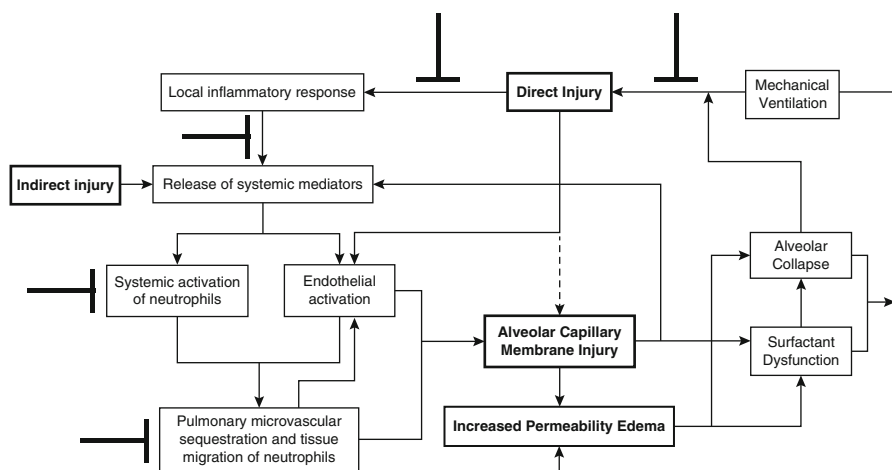 Local inflammatory response
Direct Injury
Mechanical
Ventilation
Indirect injury
Release of systemic mediators
Systemic activation
of neutrophils
Endothelial
activation
Alveolar
Collapse
Alveolar Capillary
Membrane Injury
Surfactant
Dysfunction
Pulmonary microvascular
sequestration and tissue
migration of neutrophils
Increased Permeability Edema